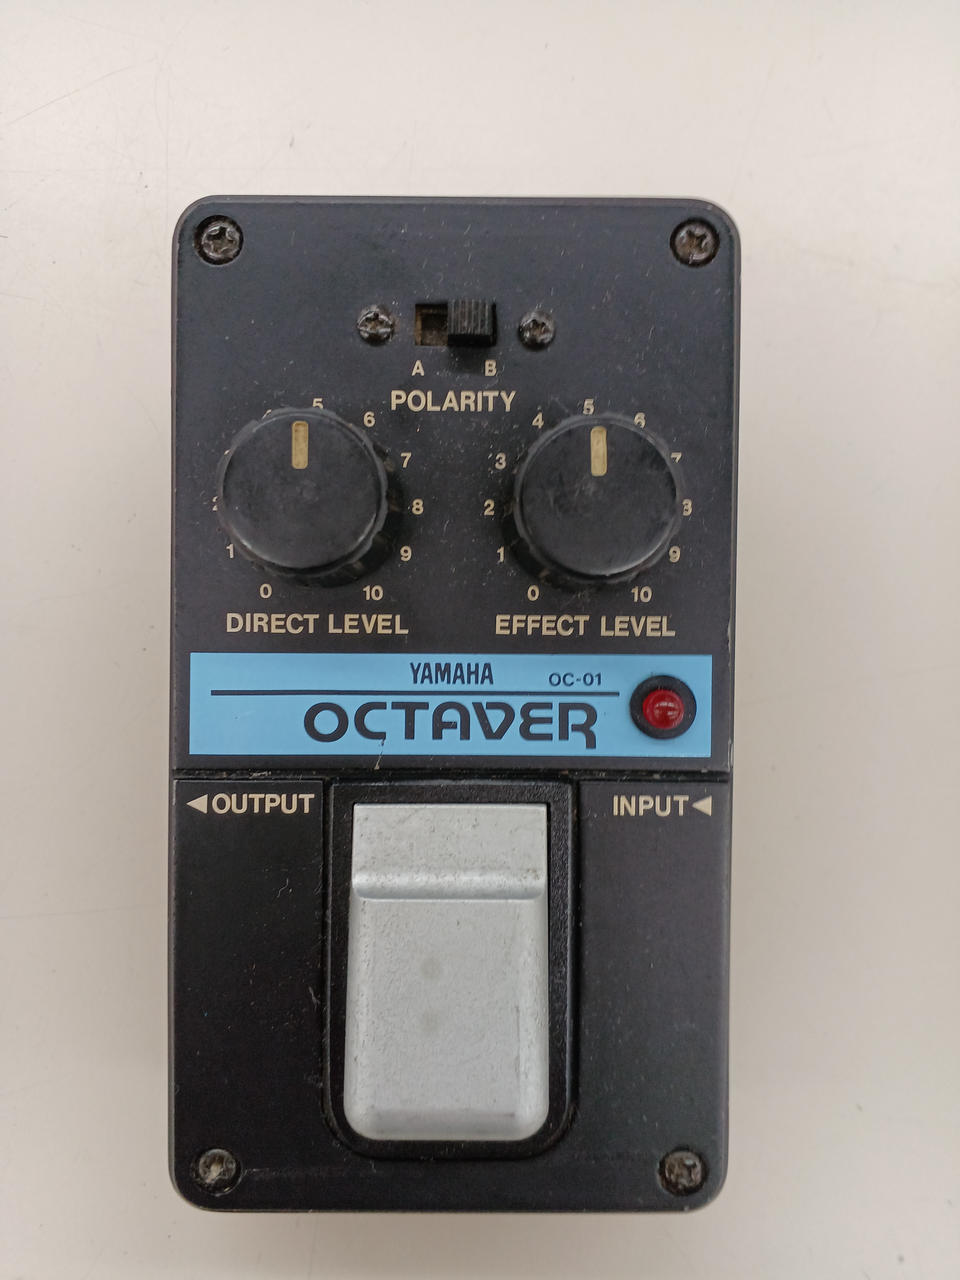 A B
POLARITY
5 6 7 8 9 10 0 1
DIRECT LEVEL
0 1 2 3 4 5 6 7 8 9 10
EFFECT LEVEL
YAMAHA OC-01
OCTAVER
◀OUTPUT INPUT◀